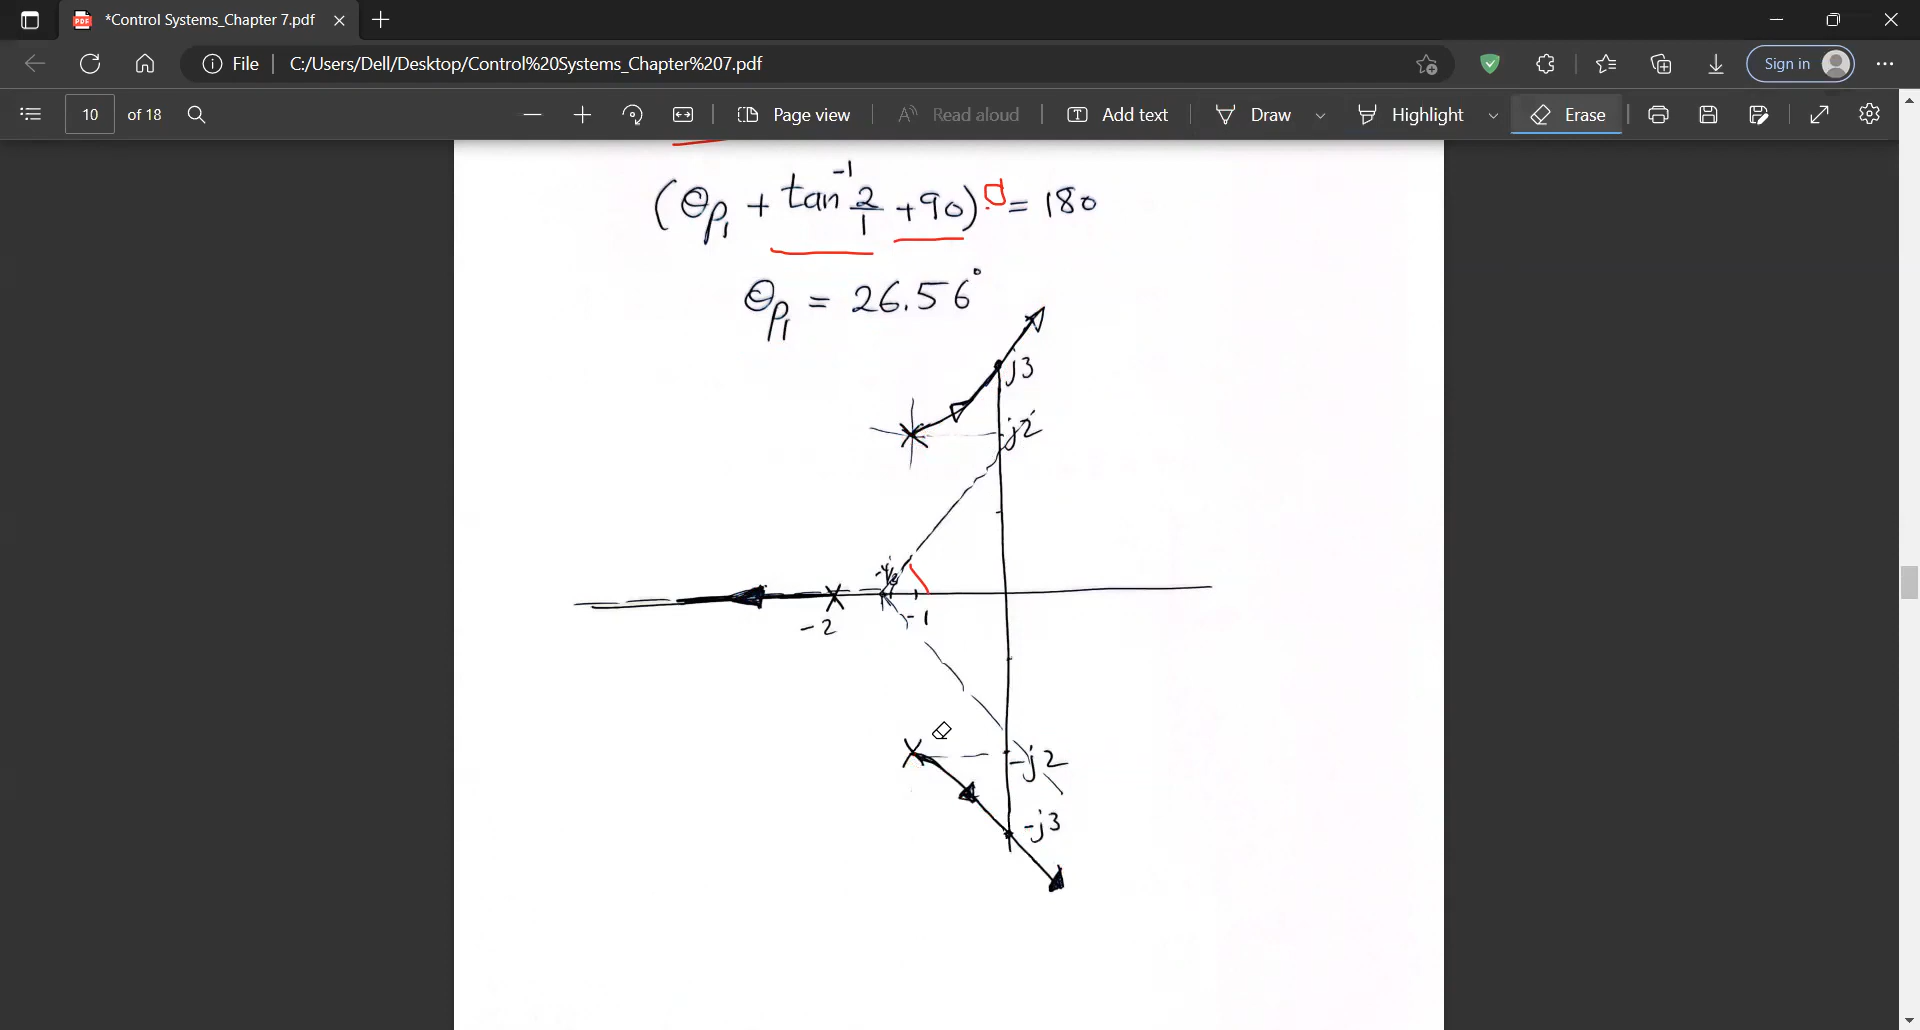 *Control Systems_Chapter 7.pdf
File C:/Users/Dell/Desktop/Control%20Systems_Chapter%207.pdf
Sign in
10 of 18
Page view
Read aloud
Add text
Draw
Highlight
Erase
(θp₁ + tan⁻¹ 2/1 + 90) = 180
θp₁ = 26.56°
j3
j2
-2
-1
-j2
-j3